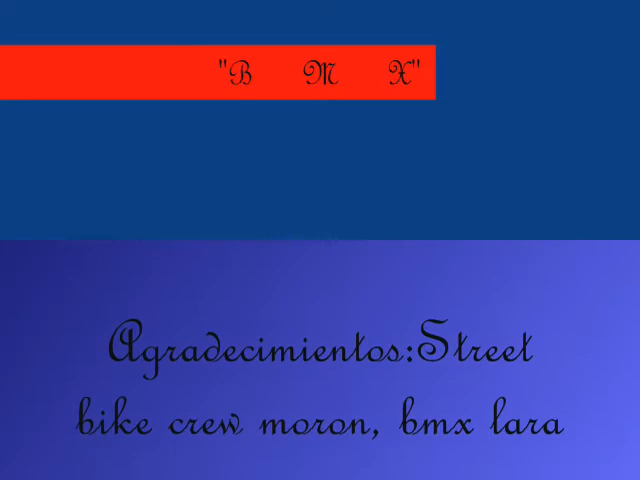 "B M X"
Agradecimientos:Street
bike crew moron, bmx lara